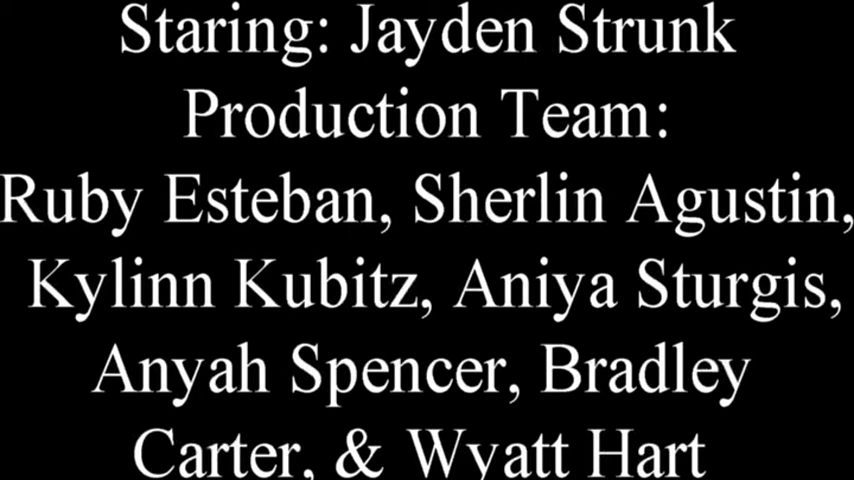 Staring: Jayden Strunk
Production Team:
Ruby Esteban, Sherlin Agustin,
Kylinn Kubitz, Aniya Sturgis,
Anyah Spencer, Bradley
Carter, & Wyatt Hart